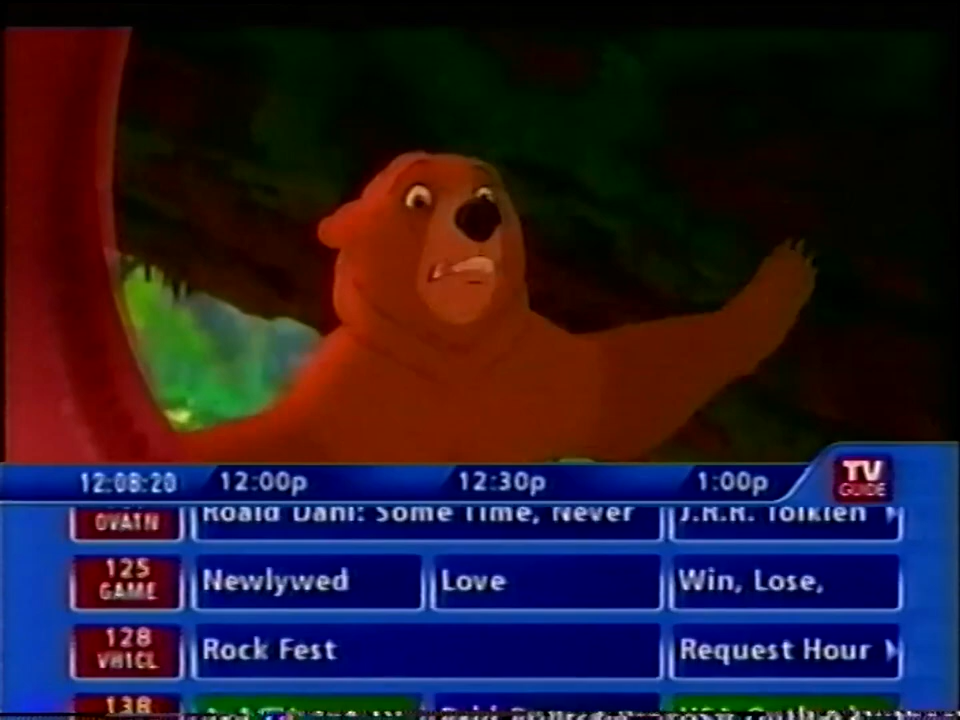 12:08:20 12:00p 12:30p 1:00p TV GUIDE
OVATN Roald Dahl: Some Time, Never J.R.R. Tolkien
125 GAME Newlywed Love Win, Lose,
128 VH1CL Rock Fest Request Hour
138